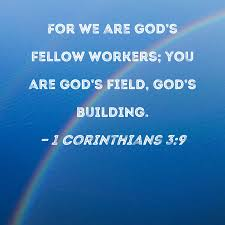 FOR WE ARE GOD'S
FELLOW WORKERS; YOU
ARE GOD'S FIELD, GOD'S
BUILDING.
– 1 CORINTHIANS 3:9